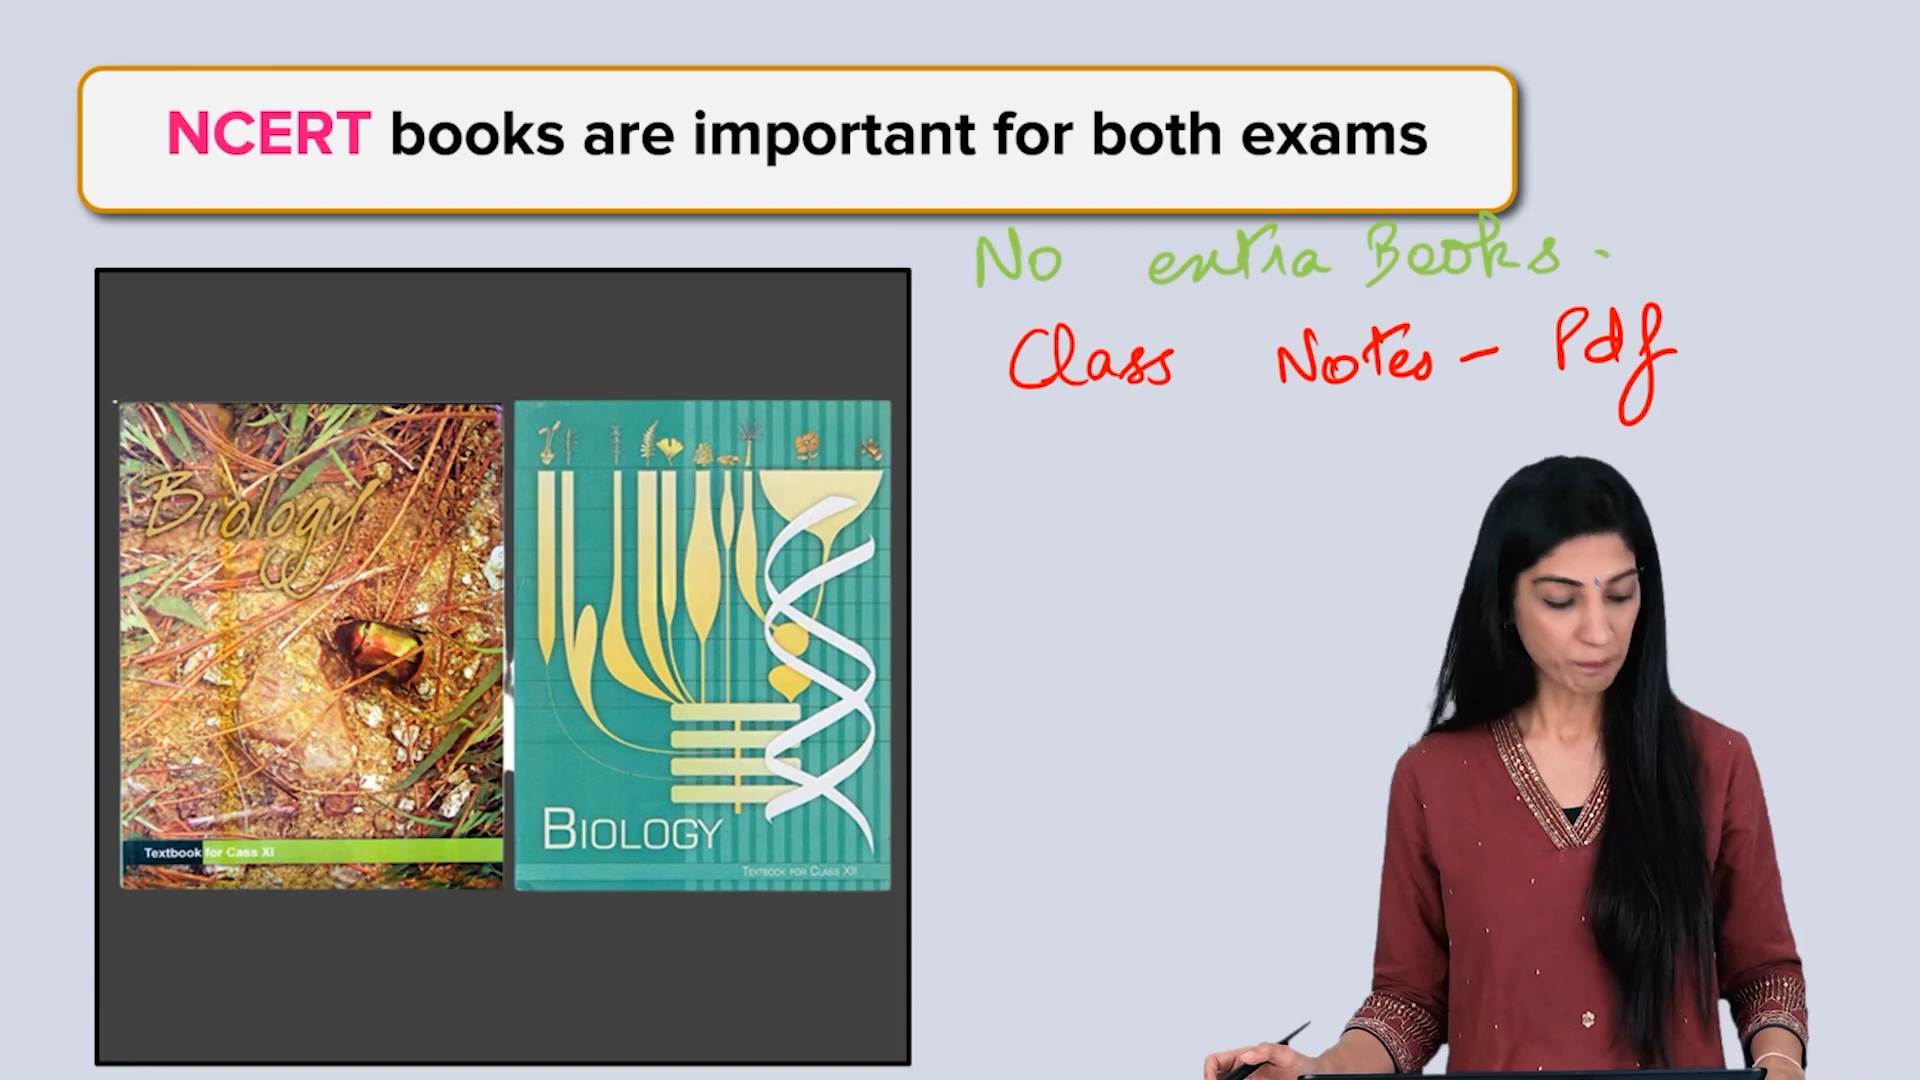 NCERT books are important for both exams
No extra Books.
Class Notes - Pdf
Biology
Textbook for Cass XI
BIOLOGY
TEXTBOOK FOR CLASS XII